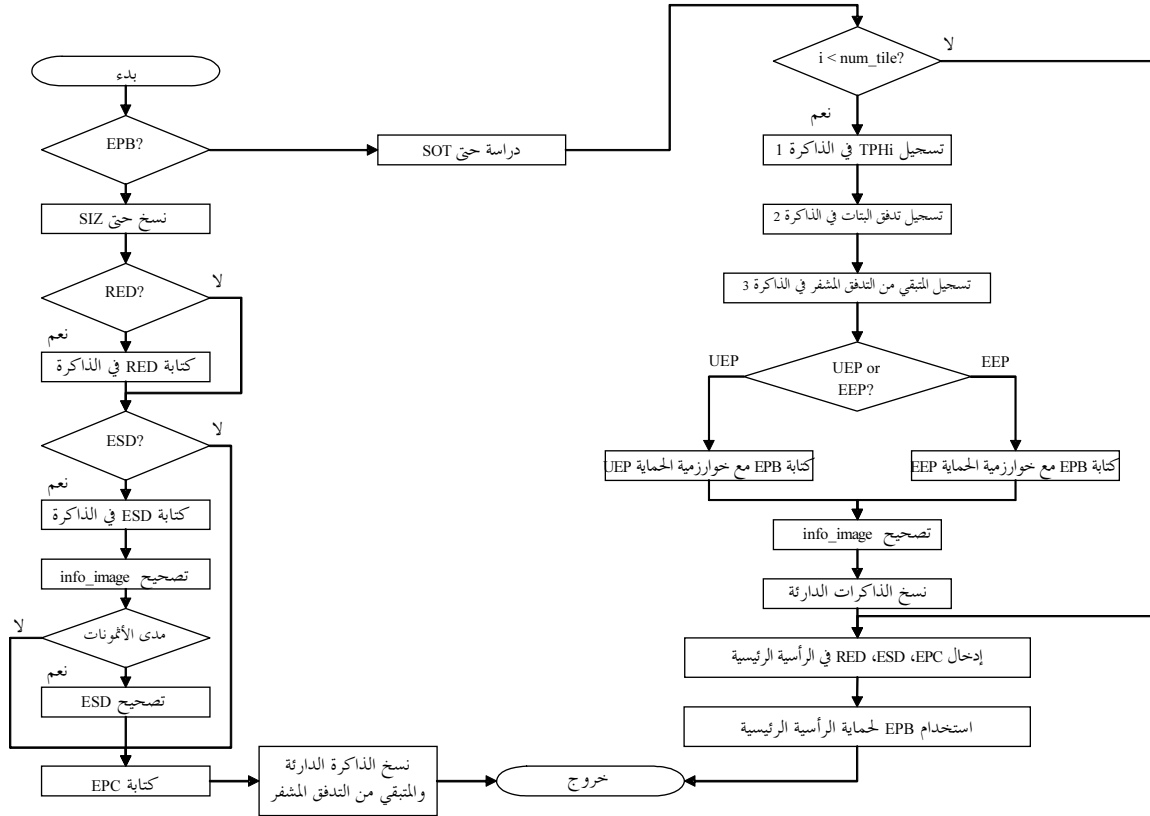 بدء
EPB?
نسخ حتى SIZ
RED?
لا
نعم
كتابة RED في الذاكرة
ESD?
لا
نعم
كتابة ESD في الذاكرة
تصحيح info_image
مدى الأثمونات
لا
نعم
تصحيح ESD
كتابة EPC
نسخ الذاكرة الدارئة
والمتبقي من التدفق المشفر
خروج
دراسة حتى SOT
i < num_tile?
لا
نعم
تسجيل TPHi في الذاكرة 1
تسجيل تدفق البتات في الذاكرة 2
تسجيل المتبقي من التدفق المشفر في الذاكرة 3
UEP or
EEP?
UEP
EEP
كتابة EPB مع خوارزمية الحماية UEP
كتابة EPB مع خوارزمية الحماية EEP
تصحيح info_image
نسخ الذاكرات الدارئة
إدخال RED ،ESD ،EPC في الرأسية الرئيسية
استخدام EPB لحماية الرأسية الرئيسية